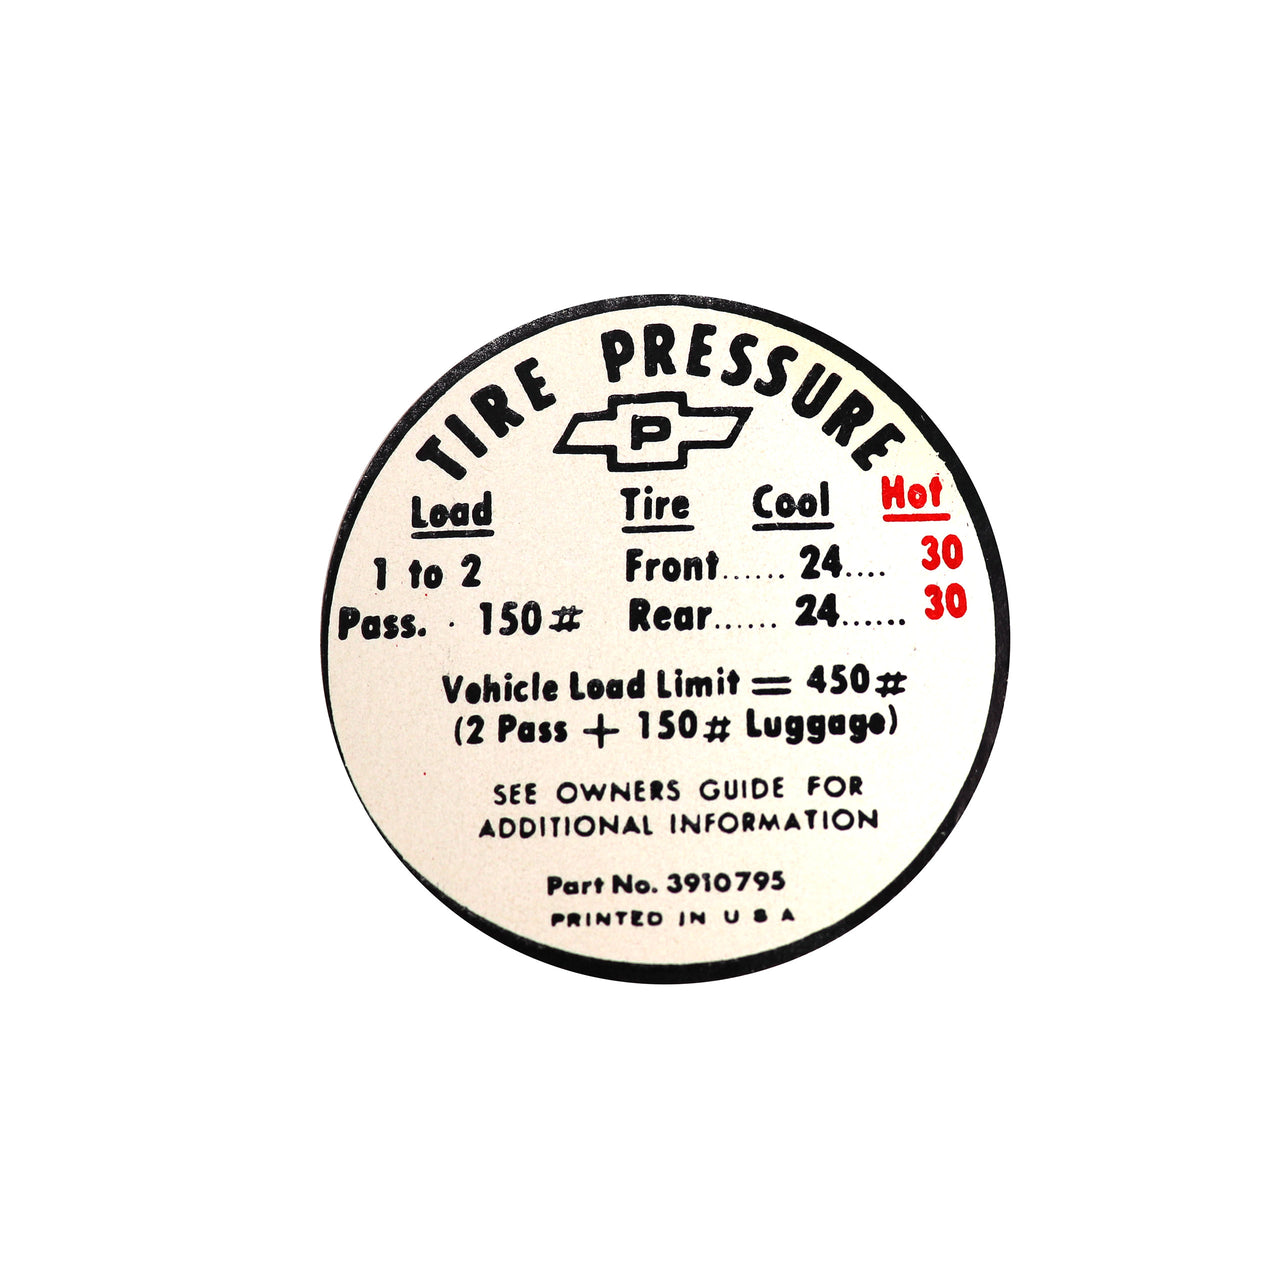 TIRE PRESSURE
P
Load Tire Cool Hot
1 to 2 Front...... 24.... 30
Pass. · 150# Rear...... 24...... 30
Vehicle Load Limit = 450#
(2 Pass + 150# Luggage)
SEE OWNERS GUIDE FOR
ADDITIONAL INFORMATION
Part No. 3910795
PRINTED IN U S A